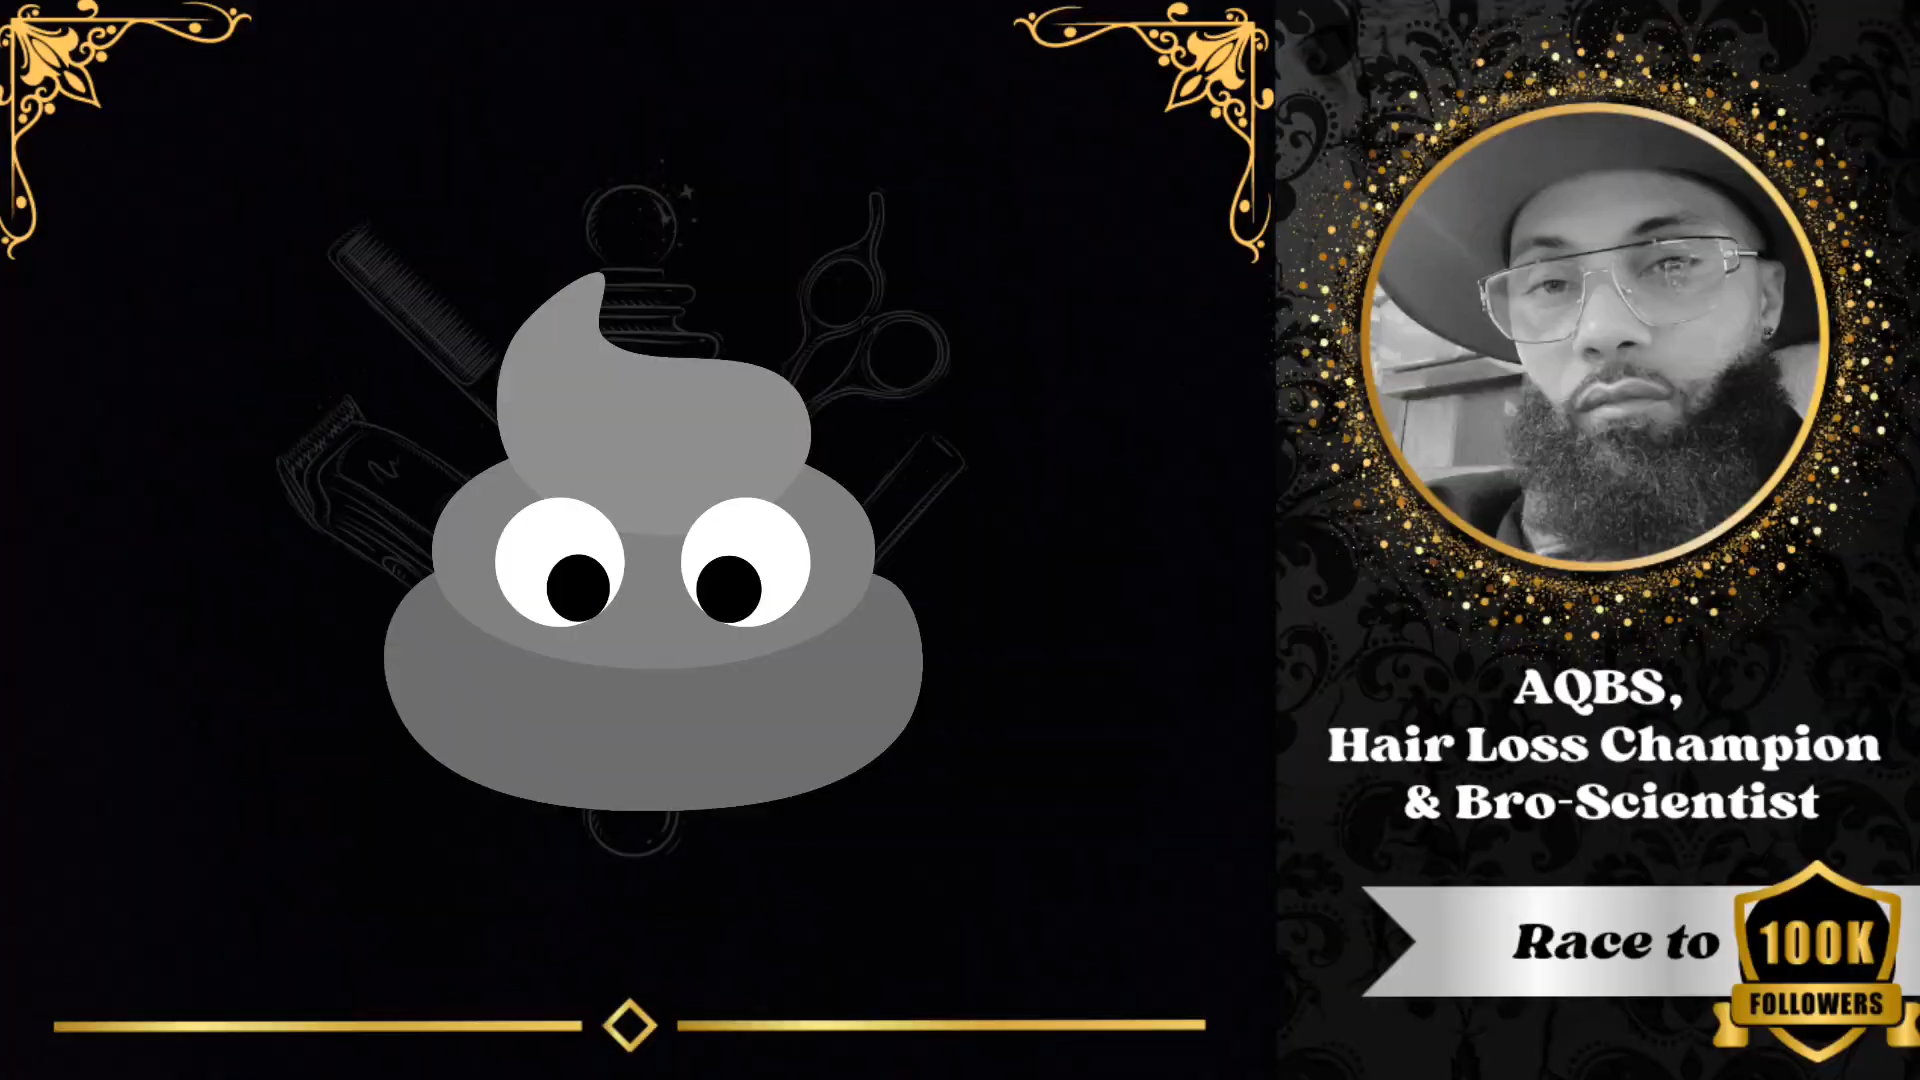 AQBS,
Hair Loss Champion
& Bro-Scientist
Race to
100K
FOLLOWERS